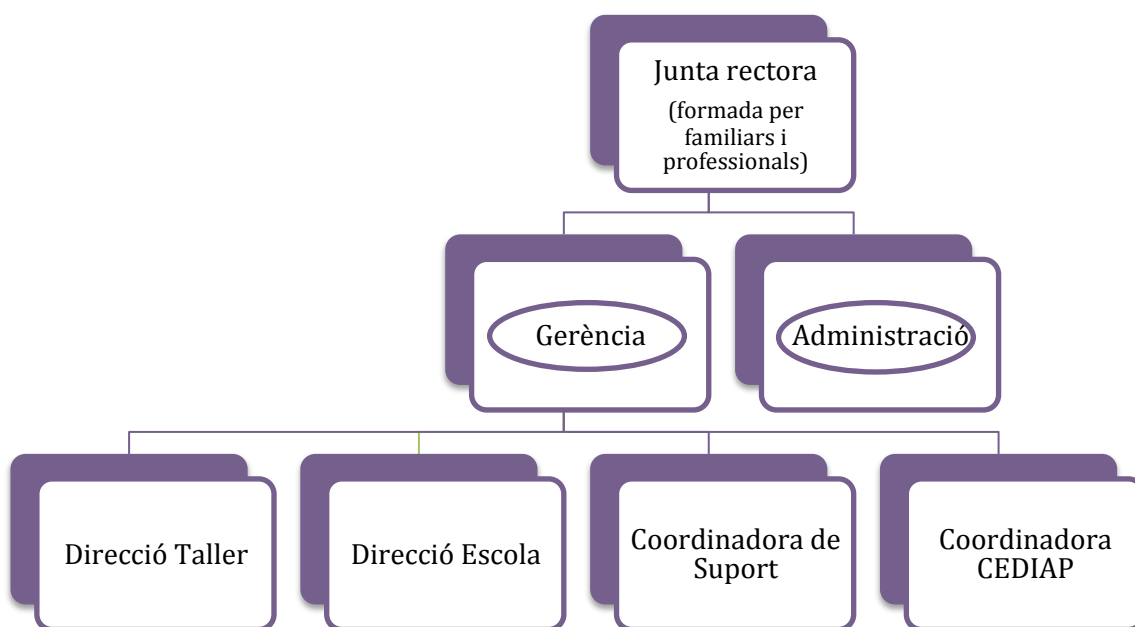 Junta rectora
(formada per
familiars i
professionals)
Gerència
Administració
Direcció Taller
Direcció Escola
Coordinadora de
Suport
Coordinadora
CEDIAP